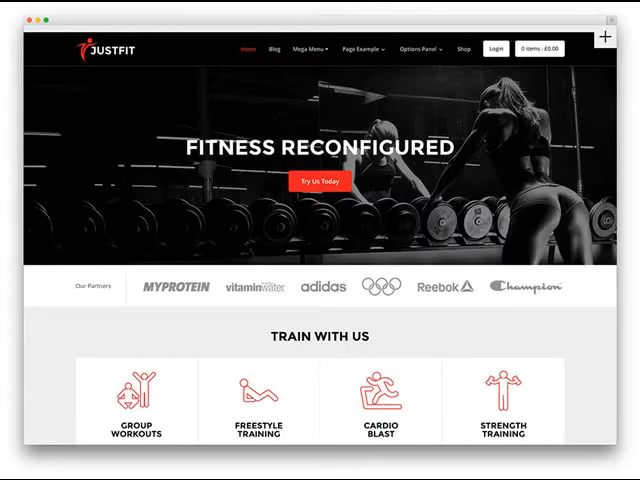 JUSTFIT
Home Blog Mega Menu Page Example Options Panel Shop Login 0 items - £0.00
FITNESS RECONFIGURED
Try Us Today
Our Partners MYPROTEIN vitaminwater adidas Reebok Champion
TRAIN WITH US
GROUP
WORKOUTS
FREESTYLE
TRAINING
CARDIO
BLAST
STRENGTH
TRAINING